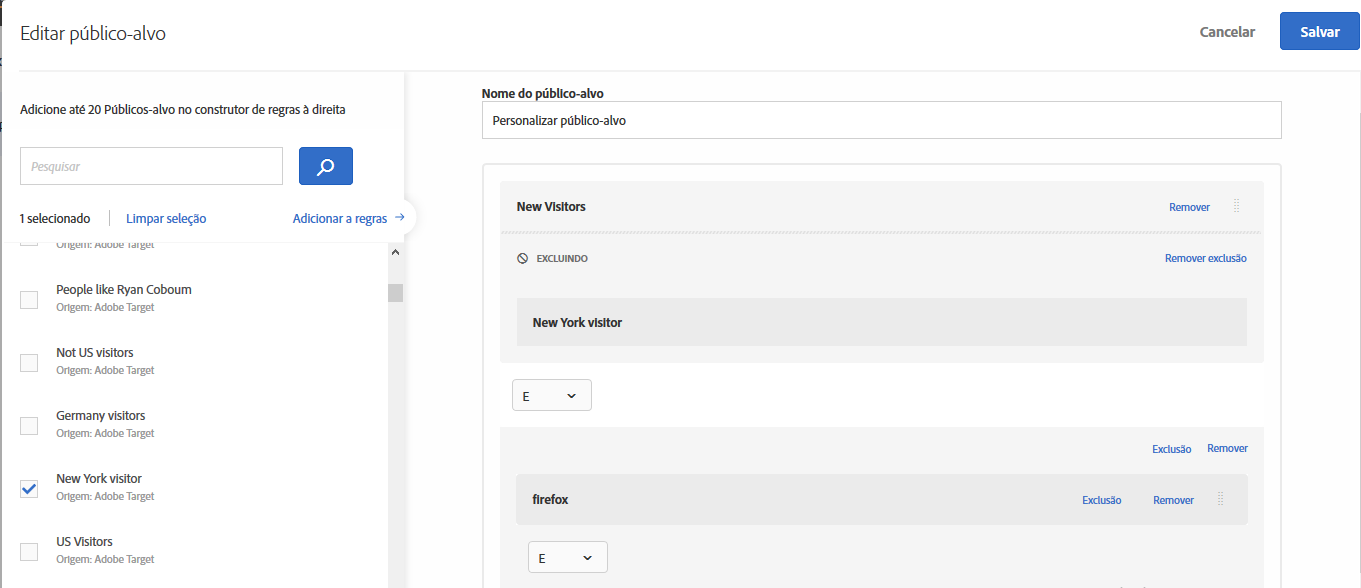 Editar público-alvo
Cancelar
Salvar
Adicione até 20 Públicos-alvo no construtor de regras à direita
Pesquisar
1 selecionado
Limpar seleção
Adicionar a regras
Origem: Adobe Target
People like Ryan Coboum
Origem: Adobe Target
Not US visitors
Origem: Adobe Target
Germany visitors
Origem: Adobe Target
New York visitor
Origem: Adobe Target
US Visitors
Origem: Adobe Target
Nome do público-alvo
Personalizar público-alvo
New Visitors
Remover
EXCLUINDO
Remover exclusão
New York visitor
E
Exclusão
Remover
firefox
Exclusão
Remover
E